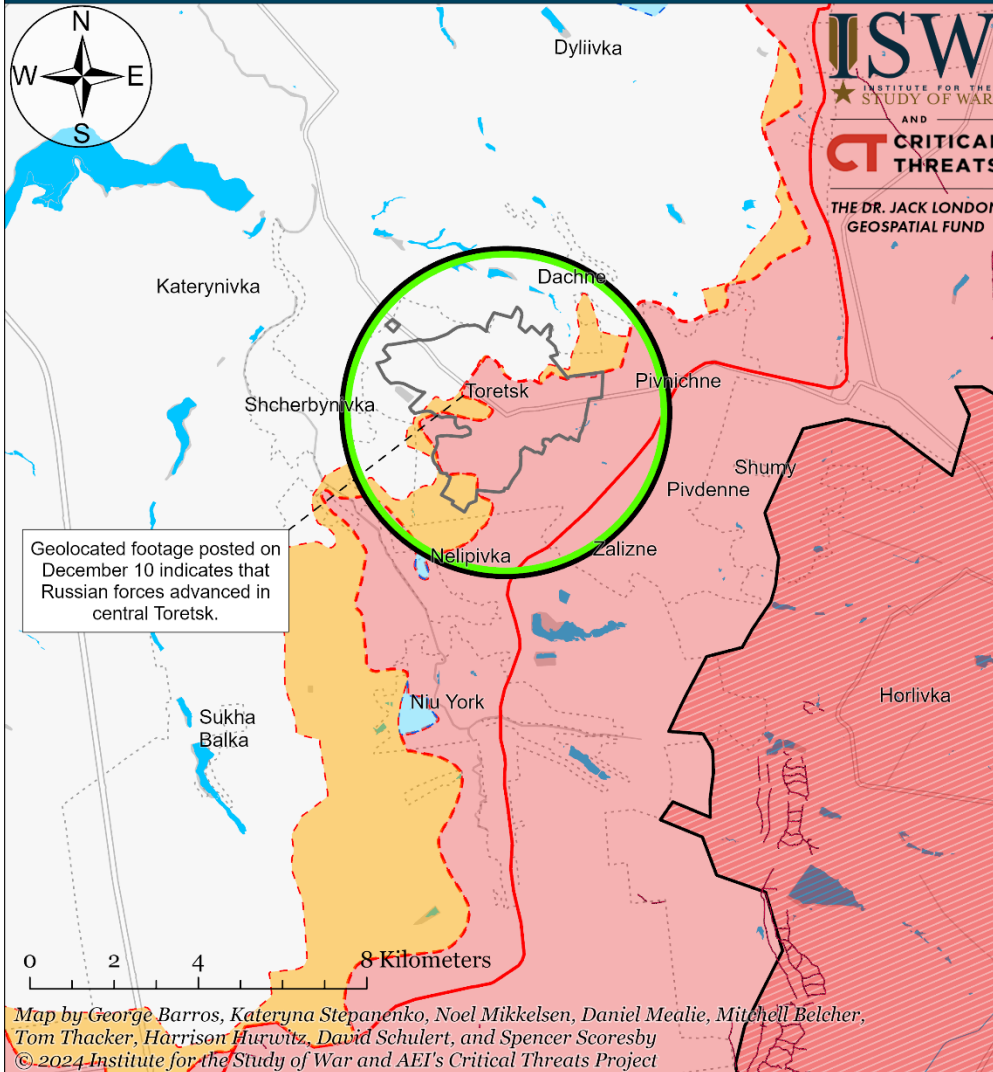 N
W E
S
Dyliivka
ISW
INSTITUTE FOR THE
STUDY OF WAR
AND
CT CRITICAL
THREATS
THE DR. JACK LONDON
GEOSPATIAL FUND
Katerynivka
Dachne
Shcherbynivka
Toretsk
Pivnichne
Shumy
Pivdenne
Geolocated footage posted on
December 10 indicates that
Russian forces advanced in
central Toretsk.
Nelipivka
Zalizne
Niu York
Horlivka
Sukha
Balka
0 2 4 8 Kilometers
Map by George Barros, Kateryna Stepanenko, Noel Mikkelsen, Daniel Mealie, Mitchell Belcher,
Tom Thacker, Harrison Hurwitz, David Schulert, and Spencer Scoresby
© 2024 Institute for the Study of War and AEI's Critical Threats Project